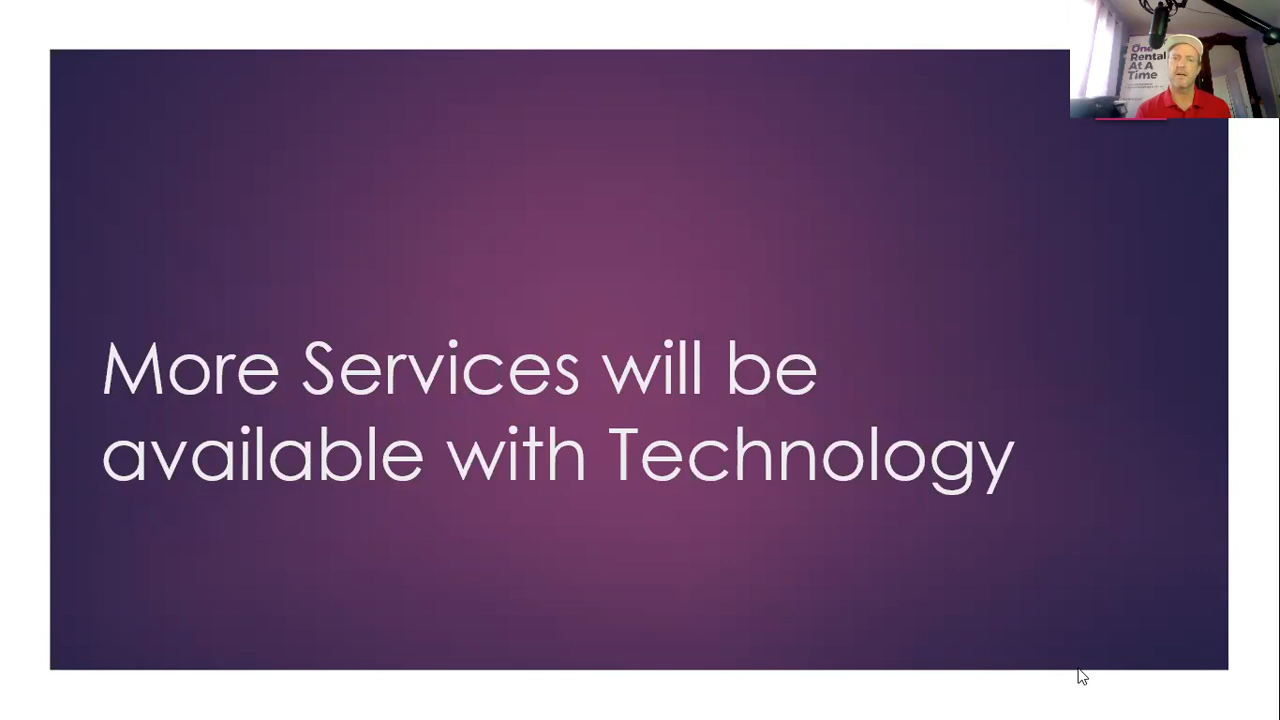 One
Rental
At A
Time
More Services will be
available with Technology